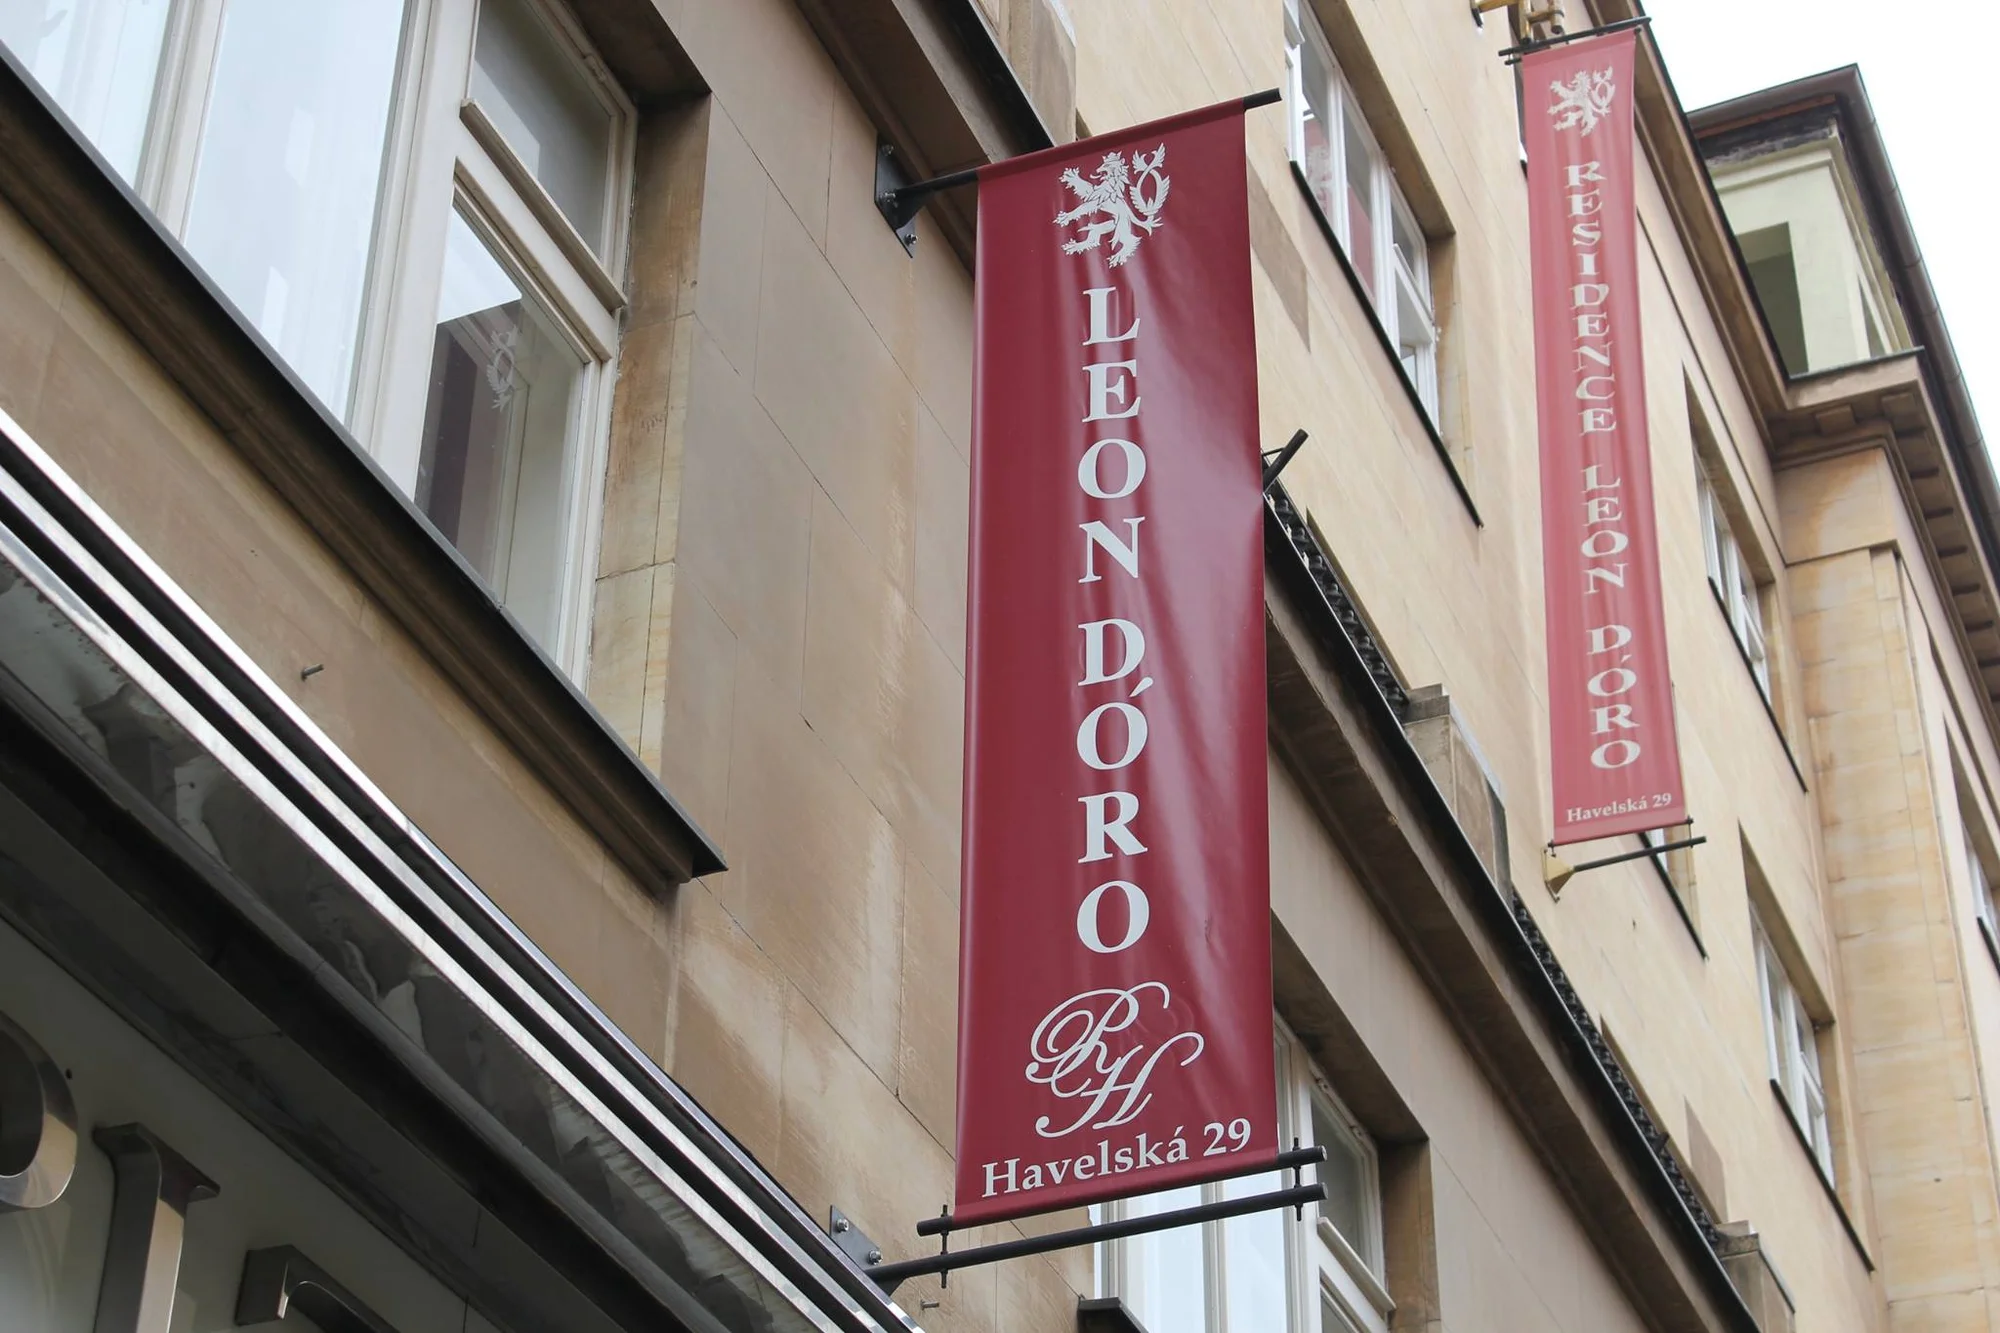 LEON D'ÓRO
RH
Havelská 29
RESIDENCE LEON D'ÓRO
Havelská 29